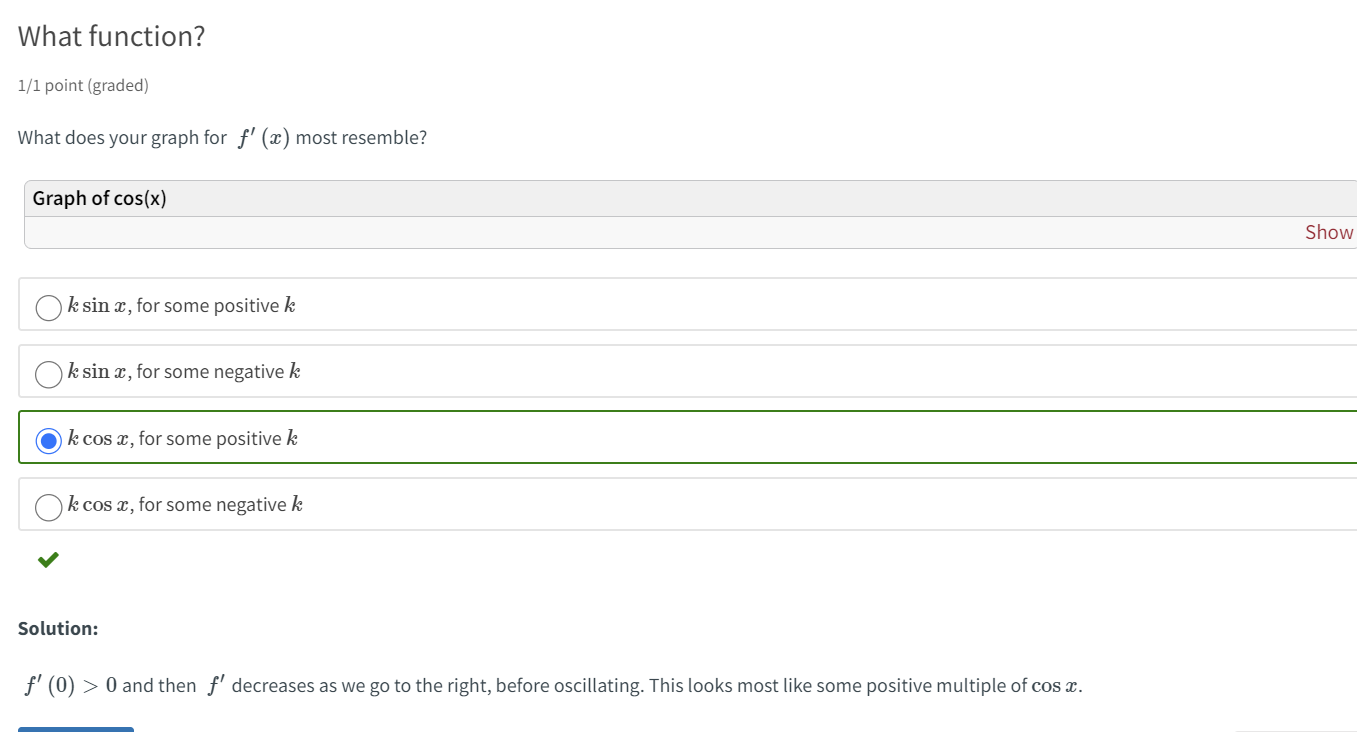 What function?
1/1 point (graded)
What does your graph for f′ (x) most resemble?
Graph of cos(x)
Show
k sin x, for some positive k
k sin x, for some negative k
k cos x, for some positive k
k cos x, for some negative k
Solution:
f′ (0) > 0 and then f′ decreases as we go to the right, before oscillating. This looks most like some positive multiple of cos x.